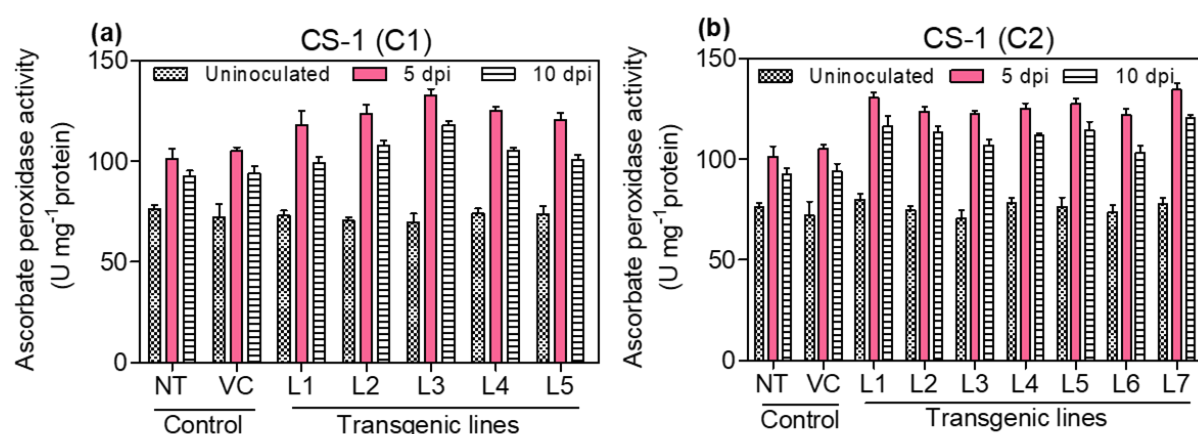 (a)
CS-1 (C1)
Ascorbate peroxidase activity
(U mg⁻¹protein)
150
100
50
0
Uninoculated 5 dpi 10 dpi
NT VC L1 L2 L3 L4 L5
Control Transgenic lines
(b)
CS-1 (C2)
Ascorbate peroxidase activity
(U mg⁻¹protein)
150
100
50
0
Uninoculated 5 dpi 10 dpi
NT VC L1 L2 L3 L4 L5 L6 L7
Control Transgenic lines